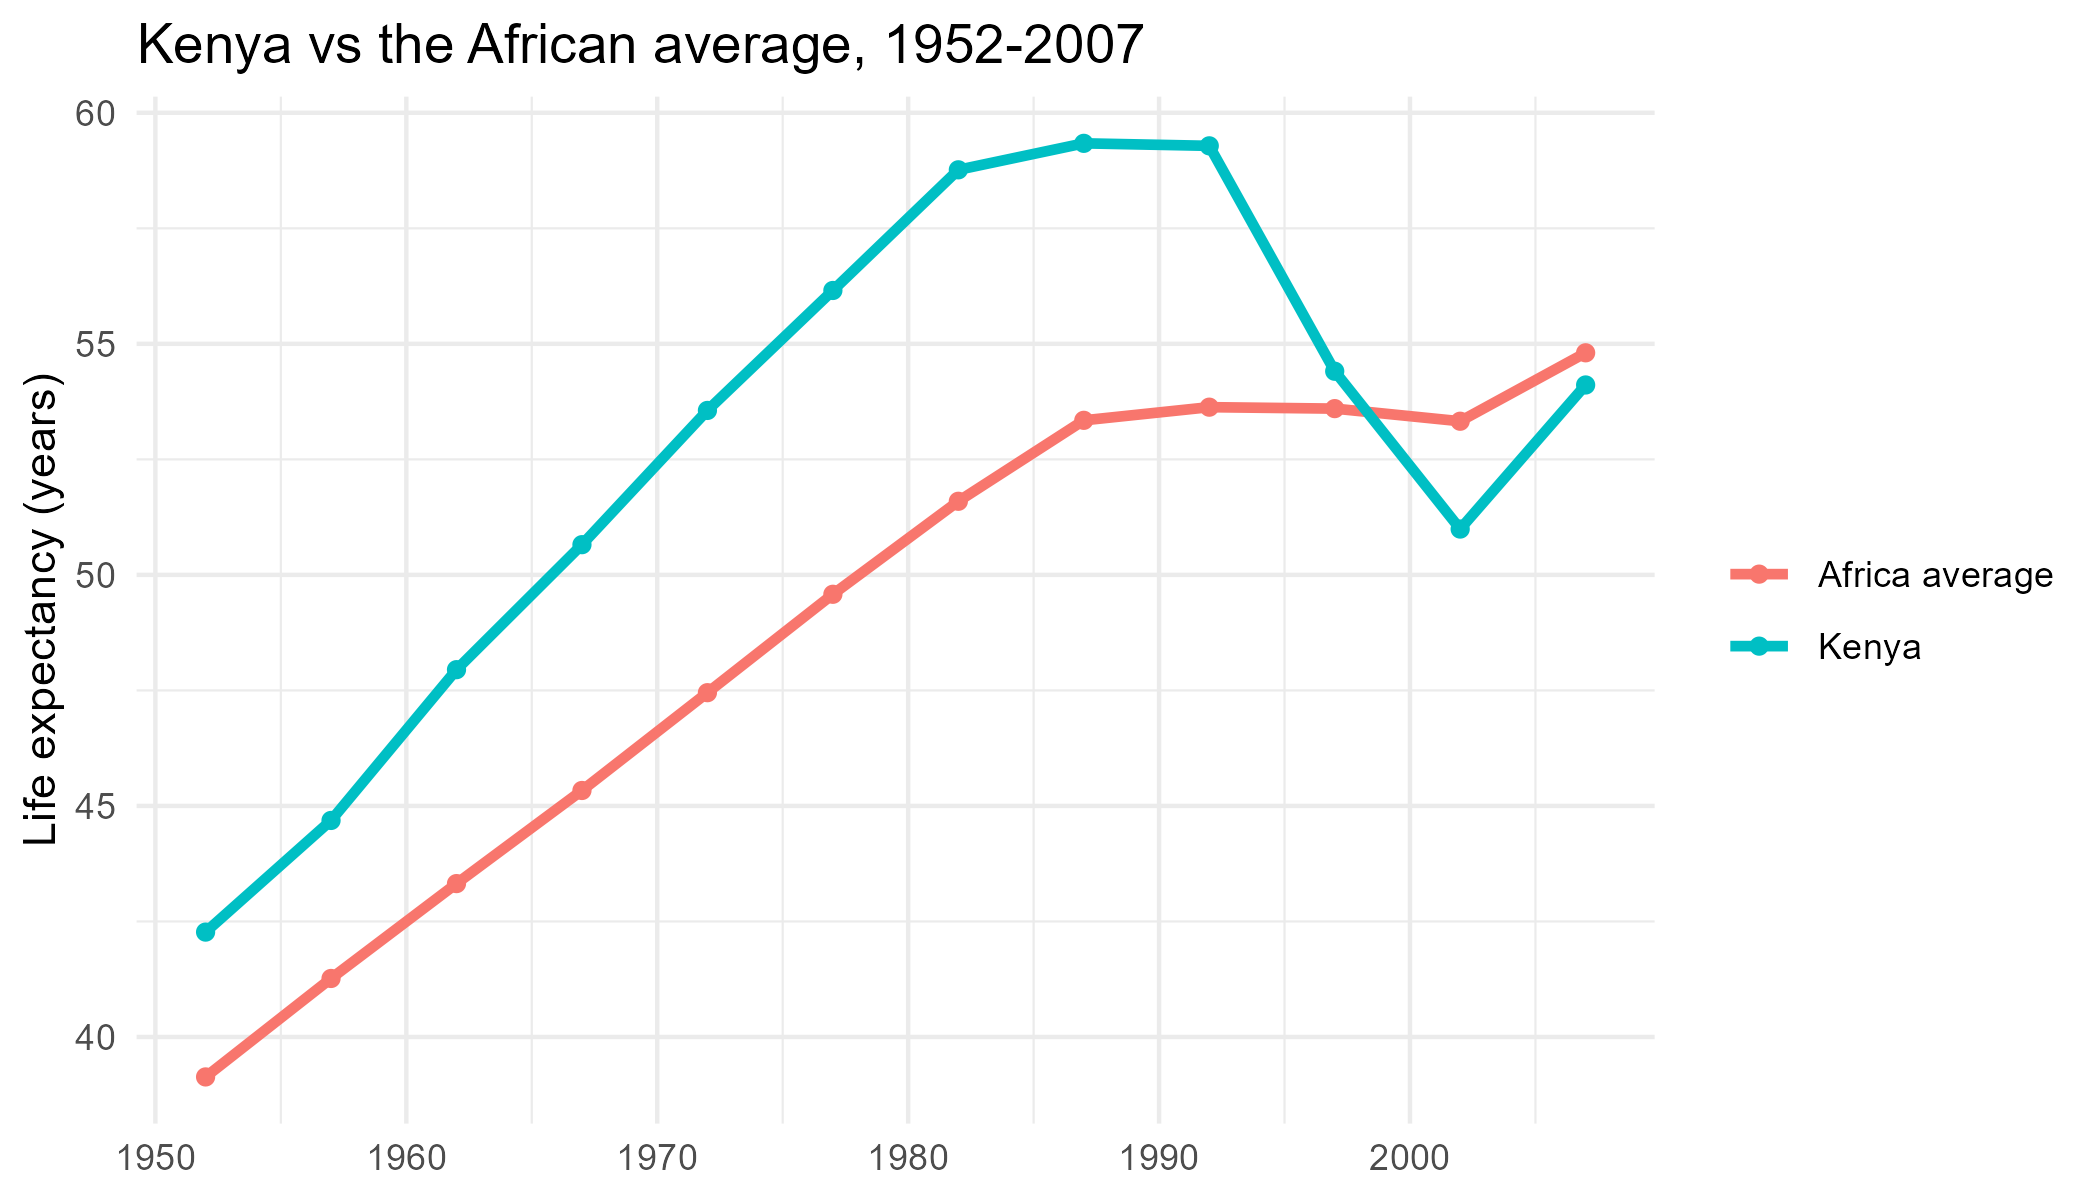 Kenya vs the African average, 1952-2007
Life expectancy (years)
60
55
50
45
40
1950
1960
1970
1980
1990
2000
Africa average
Kenya